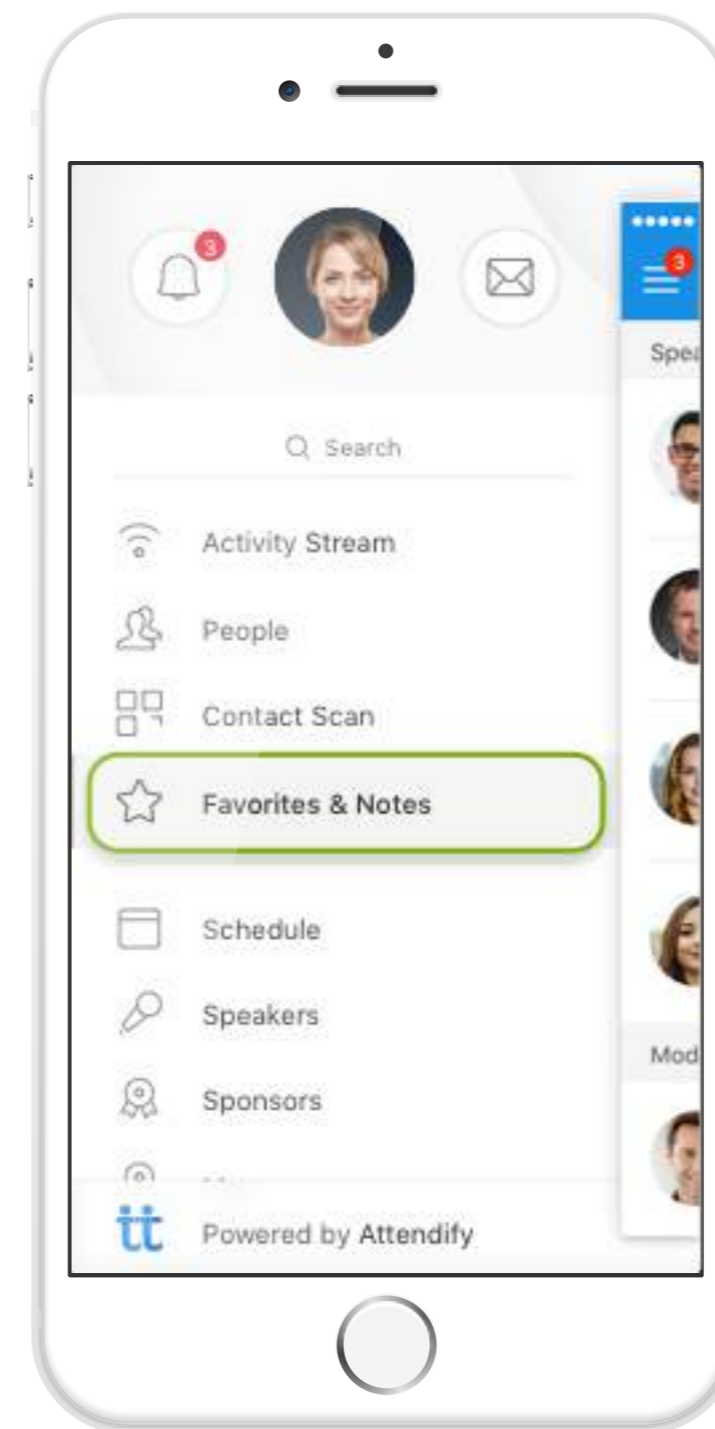 3
3
Spea
Search
Activity Stream
People
Contact Scan
Favorites & Notes
Schedule
Speakers
Sponsors
Mod
Powered by Attendify